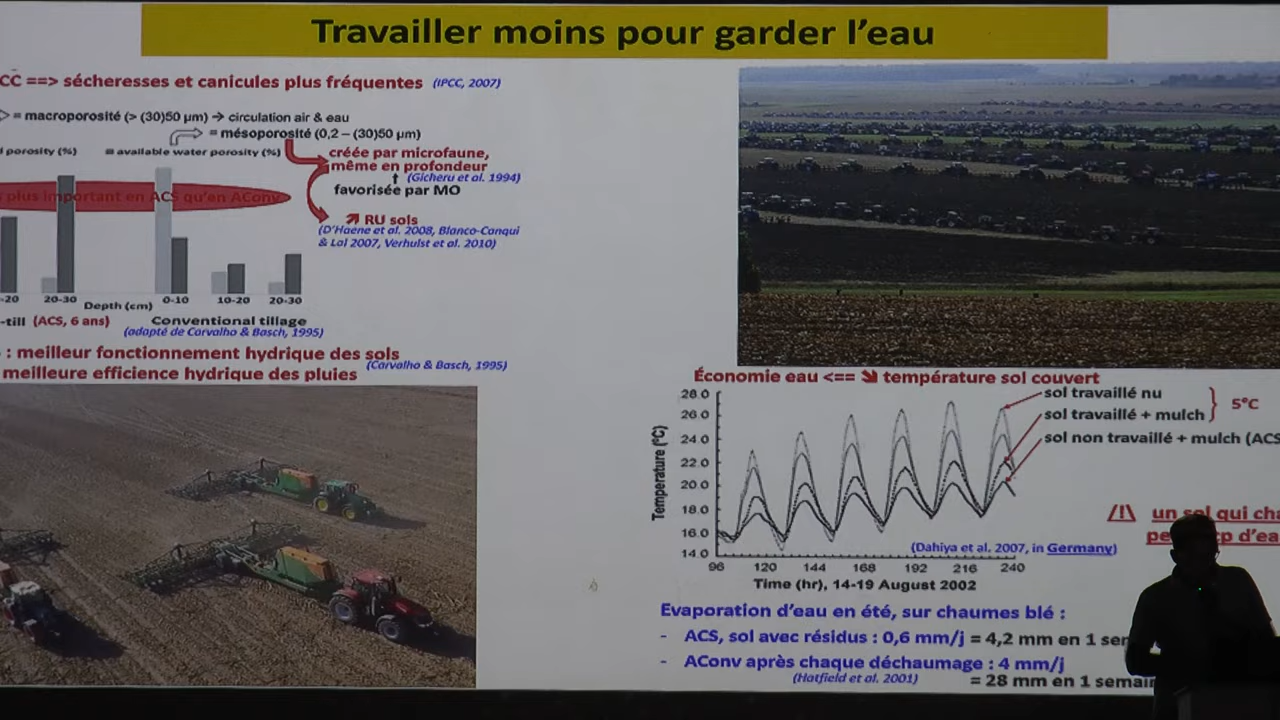 Travailler moins pour garder l'eau
CC ==> sécheresses et canicules plus fréquentes (IPCC, 2007)
= macroporosité (> (30)50 µm) → circulation air & eau
= mésoporosité (0,2 – (30)50 µm)
porosity (%) = available water porosity (%)
créée par microfaune,
même en profondeur
(Gicheru et al. 1994)
favorisée par MO
plus important en ACS qu'en AConv
↗ RU sols
(D'Haene et al. 2008, Blanco-Canqui
& Lal 2007, Verhulst et al. 2010)
-20 20-30 Depth (cm) 0-10 10-20 20-30
-till (ACS, 6 ans) Conventional tillage
(adapté de Carvalho & Basch, 1995)
: meilleur fonctionnement hydrique des sols
meilleure efficience hydrique des pluies
(Carvalho & Basch, 1995)
Économie eau <== ↘ température sol couvert
28.0
26.0
24.0
22.0
20.0
18.0
16.0
14.0
Temperature (°C)
sol travaillé nu
sol travaillé + mulch
5°C
sol non travaillé + mulch (ACS
(Dahiya et al. 2007, in Germany)
96 120 144 168 192 216 240
Time (hr), 14-19 August 2002
/!\ un sol qui cha
d'ea
Evaporation d'eau en été, sur chaumes blé :
- ACS, sol avec résidus : 0,6 mm/j = 4,2 mm en 1 sem
- AConv après chaque déchaumage : 4 mm/j
(Hatfield et al. 2001) = 28 mm en 1 semain